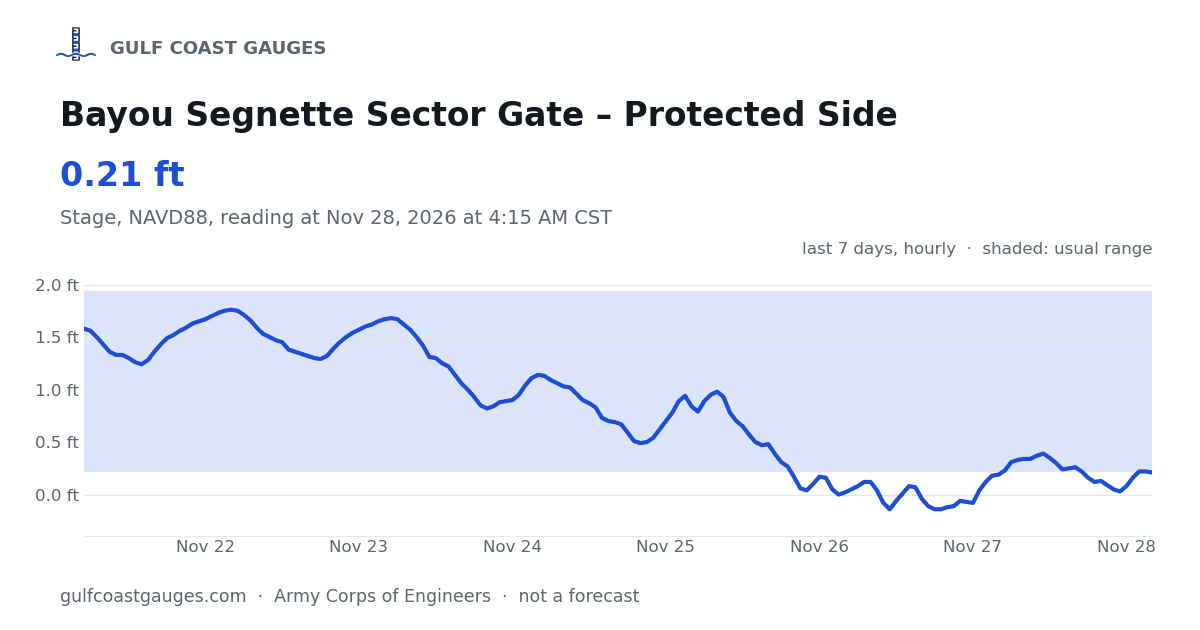 GULF COAST GAUGES
Bayou Segnette Sector Gate – Protected Side
0.21 ft
Stage, NAVD88, reading at Nov 28, 2026 at 4:15 AM CST
last 7 days, hourly · shaded: usual range
2.0 ft
1.5 ft
1.0 ft
0.5 ft
0.0 ft
Nov 22 Nov 23 Nov 24 Nov 25 Nov 26 Nov 27 Nov 28
gulfcoastgauges.com · Army Corps of Engineers · not a forecast